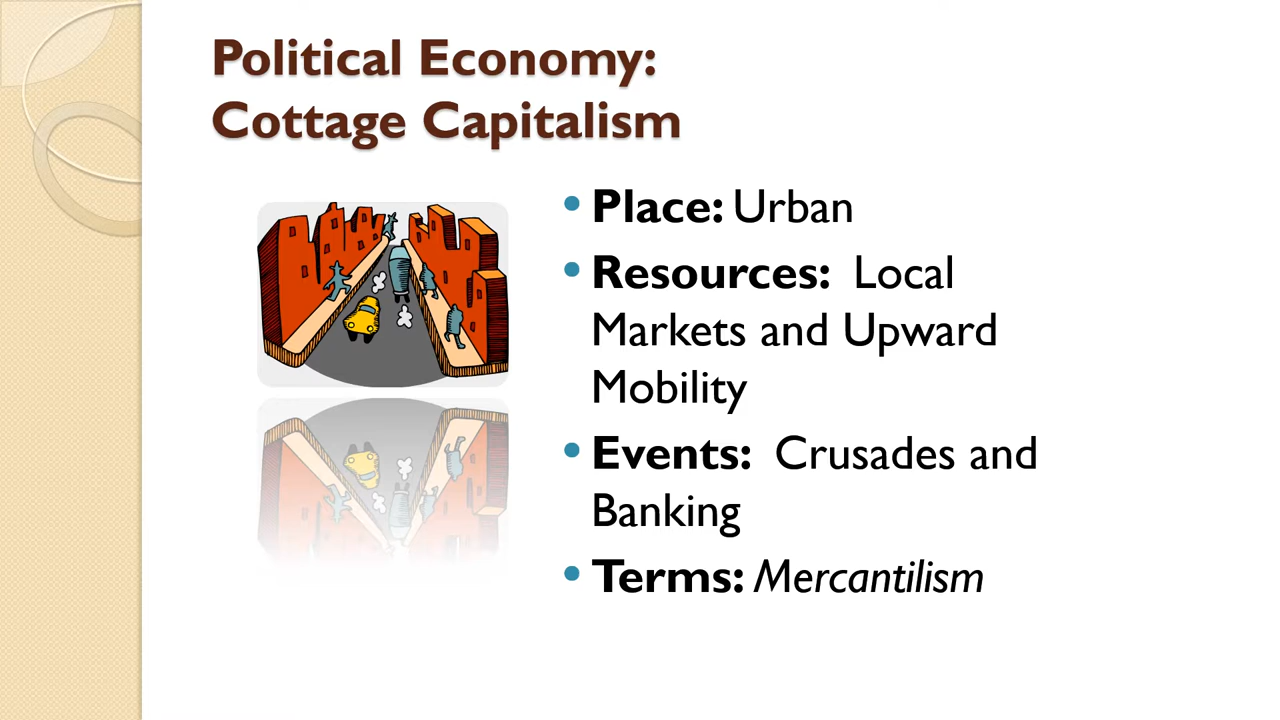 Political Economy:
Cottage Capitalism
• Place: Urban
• Resources: Local
Markets and Upward
Mobility
• Events: Crusades and
Banking
• Terms: Mercantilism